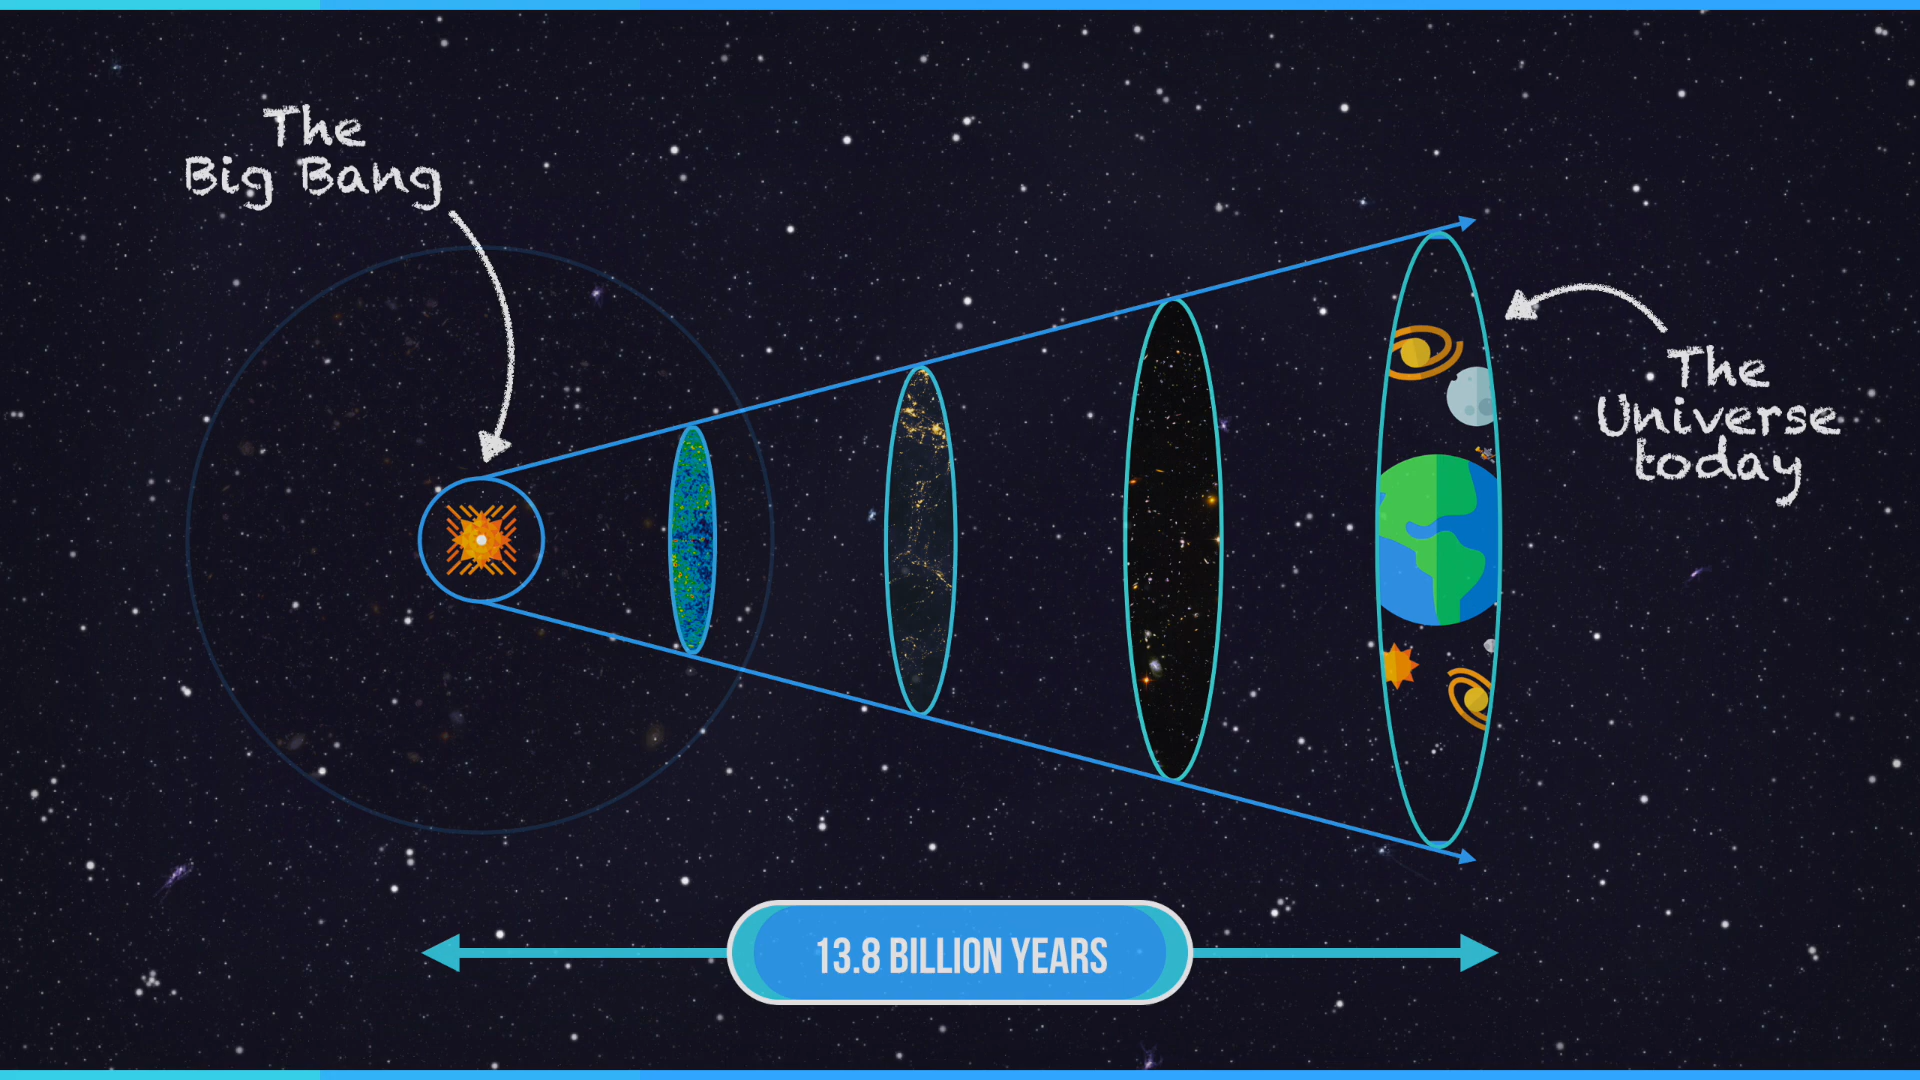 The
Big Bang
The
Universe
today
13.8 BILLION YEARS